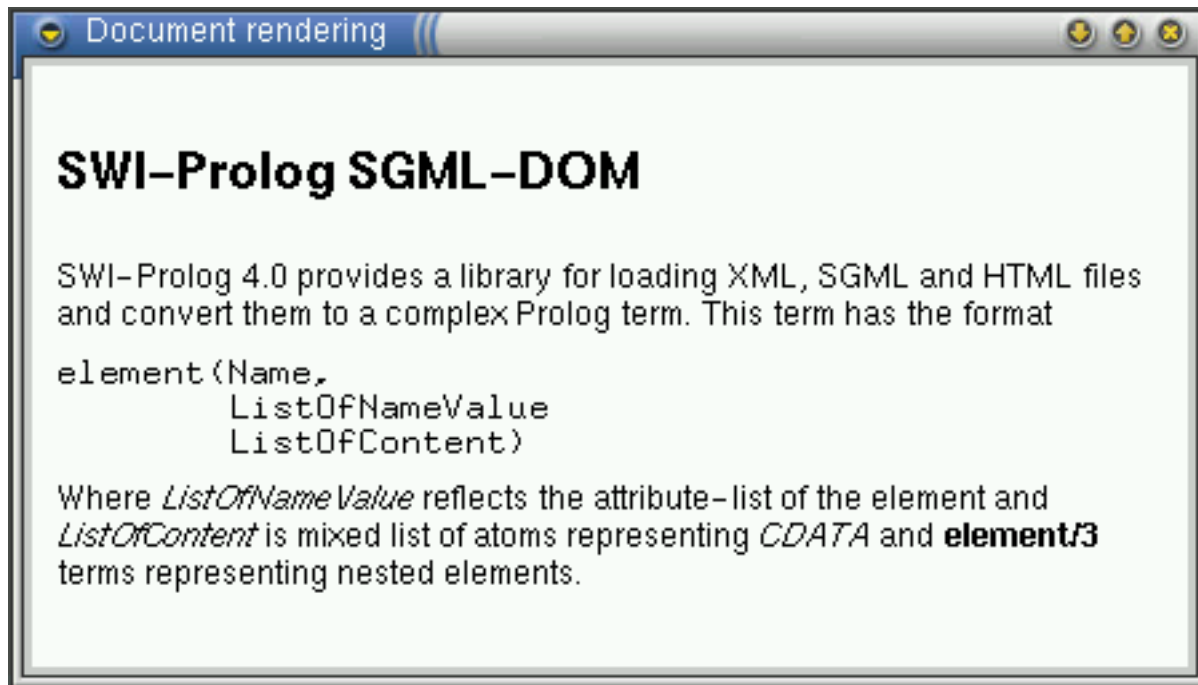 Document rendering
SWI-Prolog SGML-DOM
SWI-Prolog 4.0 provides a library for loading XML, SGML and HTML files
and convert them to a complex Prolog term. This term has the format
element(Name,
        ListOfNameValue
        ListOfContent)
Where ListOfNameValue reflects the attribute-list of the element and
ListOfContent is mixed list of atoms representing CDATA and element/3
terms representing nested elements.